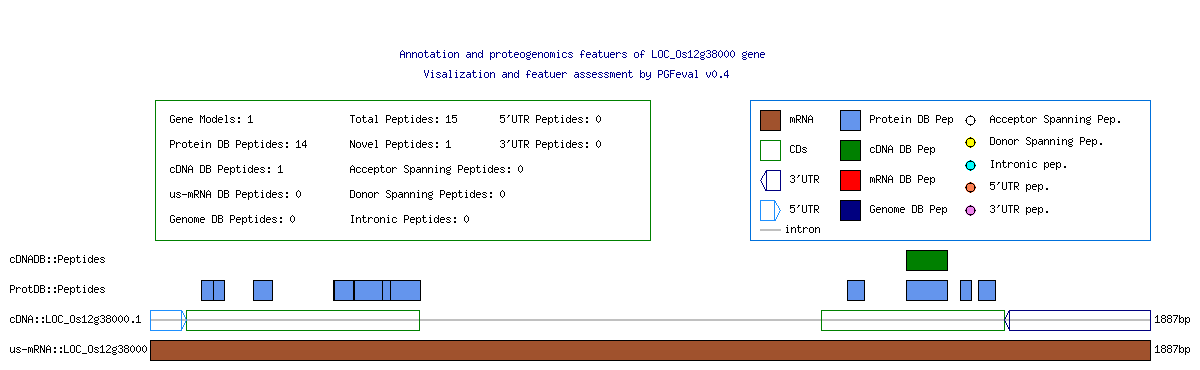 Annotation and proteogenomics featuers of LOC_Os12g38000 gene
Visalization and featuer assessment by PGFeval v0.4
Gene Models: 1 Total Peptides: 15 5'UTR Peptides: 0
Protein DB Peptides: 14 Novel Peptides: 1 3'UTR Peptides: 0
cDNA DB Peptides: 1 Acceptor Spanning Peptides: 0
us-mRNA DB Peptides: 0 Donor Spanning Peptides: 0
Genome DB Peptides: 0 Intronic Peptides: 0
mRNA Protein DB Pep Acceptor Spanning Pep.
CDs cDNA DB Pep Donor Spanning Pep.
3'UTR mRNA DB Pep Intronic pep.
5'UTR Genome DB Pep 5'UTR pep.
intron 3'UTR pep.
cDNADB::Peptides
ProtDB::Peptides
cDNA::LOC_Os12g38000.1 1887bp
us-mRNA::LOC_Os12g38000 1887bp